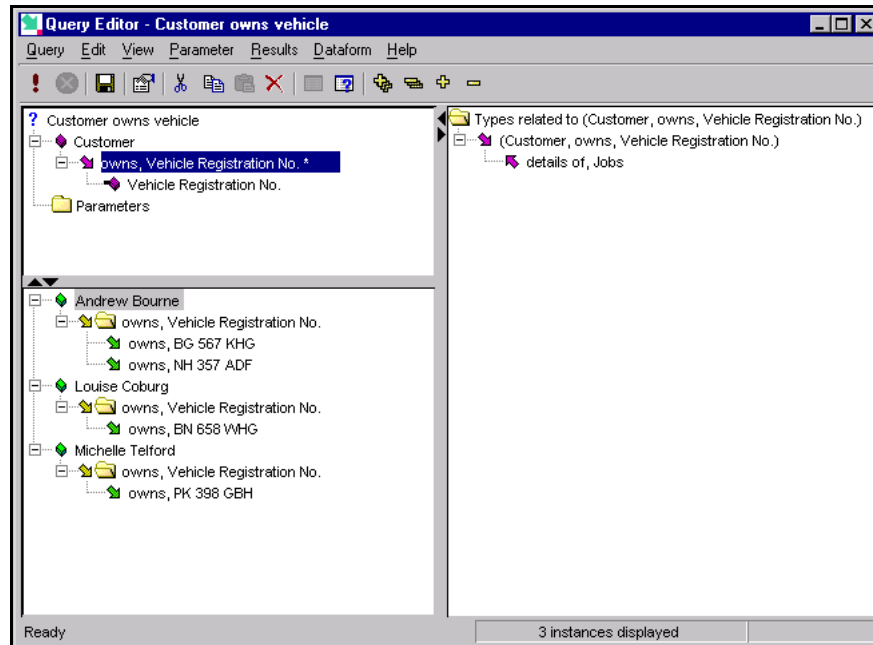 Query Editor - Customer owns vehicle
Query Edit View Parameter Results Dataform Help
? Customer owns vehicle
Customer
owns, Vehicle Registration No. *
Vehicle Registration No.
Parameters
Andrew Bourne
owns, Vehicle Registration No.
owns, BG 567 KHG
owns, NH 357 ADF
Louise Coburg
owns, Vehicle Registration No.
owns, BN 658 WHG
Michelle Telford
owns, Vehicle Registration No.
owns, PK 398 GBH
Types related to (Customer, owns, Vehicle Registration No.)
(Customer, owns, Vehicle Registration No.)
details of, Jobs
Ready
3 instances displayed